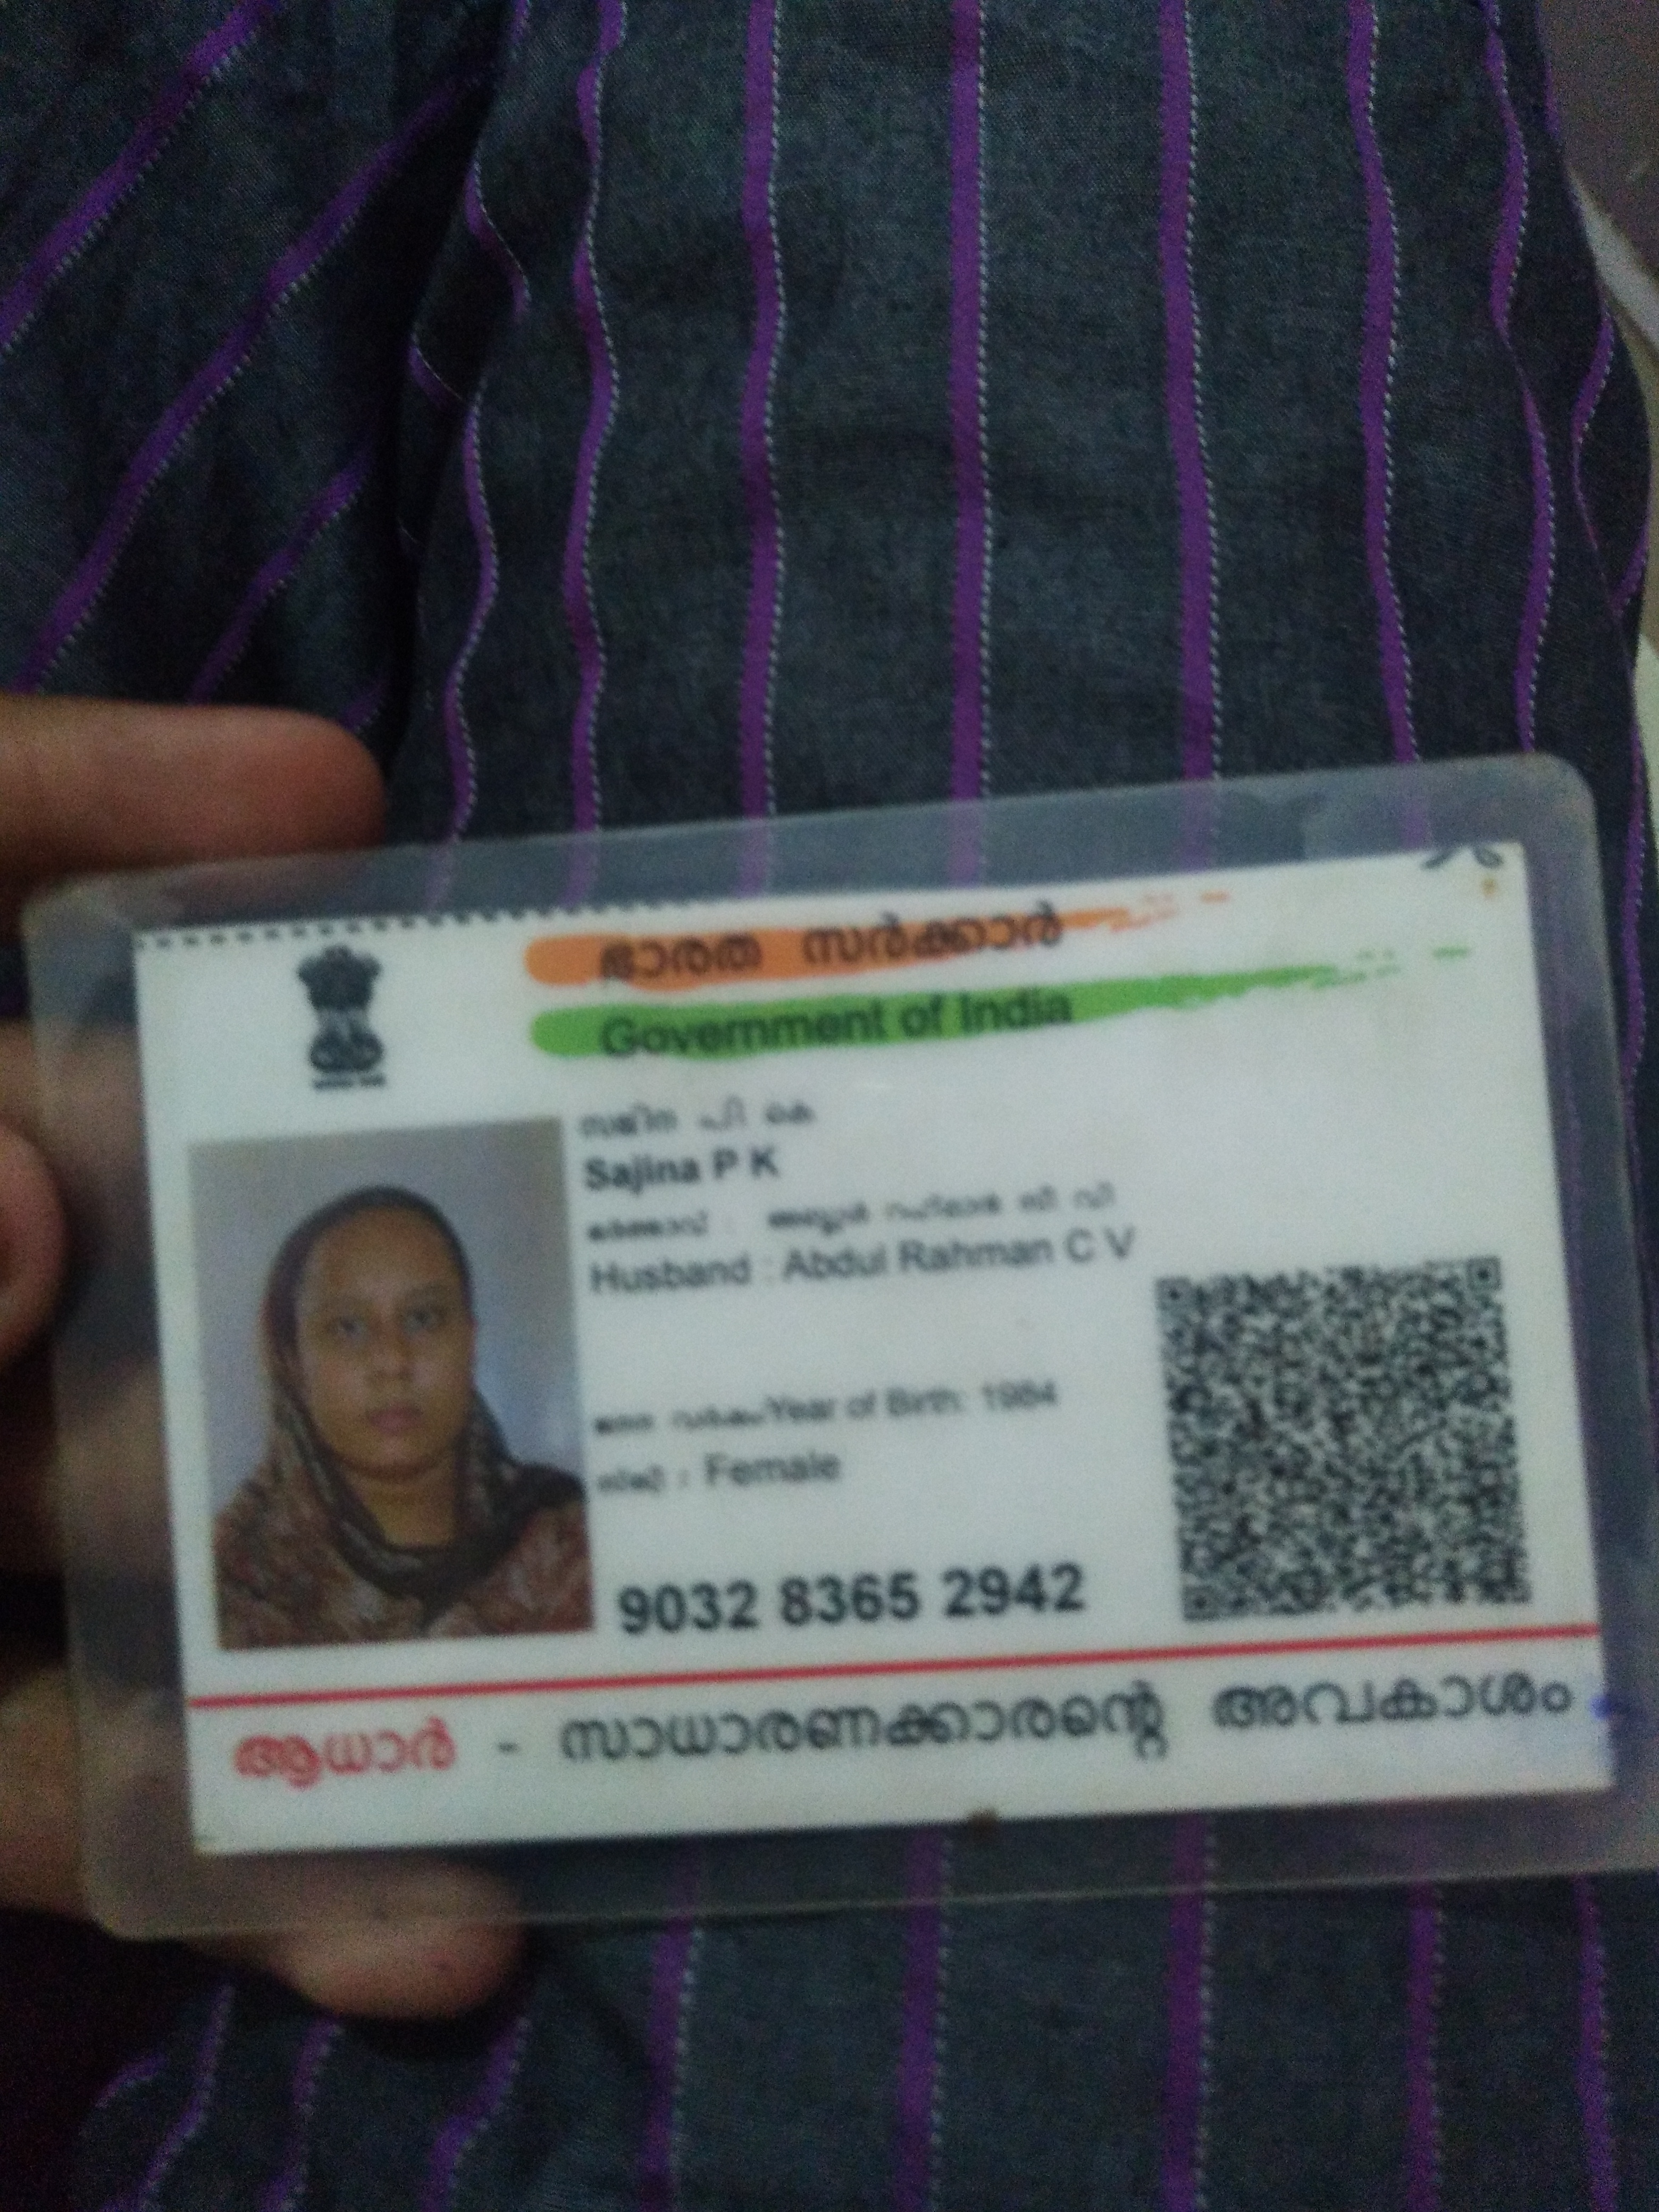 ഭാരത സർക്കാർ
Government of India
സജിന പി കെ
Sajina P K
ഭർത്താവ് : അബ്ദുൾ റഹ്മാൻ സി വി
Husband : Abdul Rahman C V
ജനന വർഷം/Year of Birth: 1984
സ്ത്രീ : Female
9032 8365 2942
ആധാർ - സാധാരണക്കാരന്റെ അവകാശം